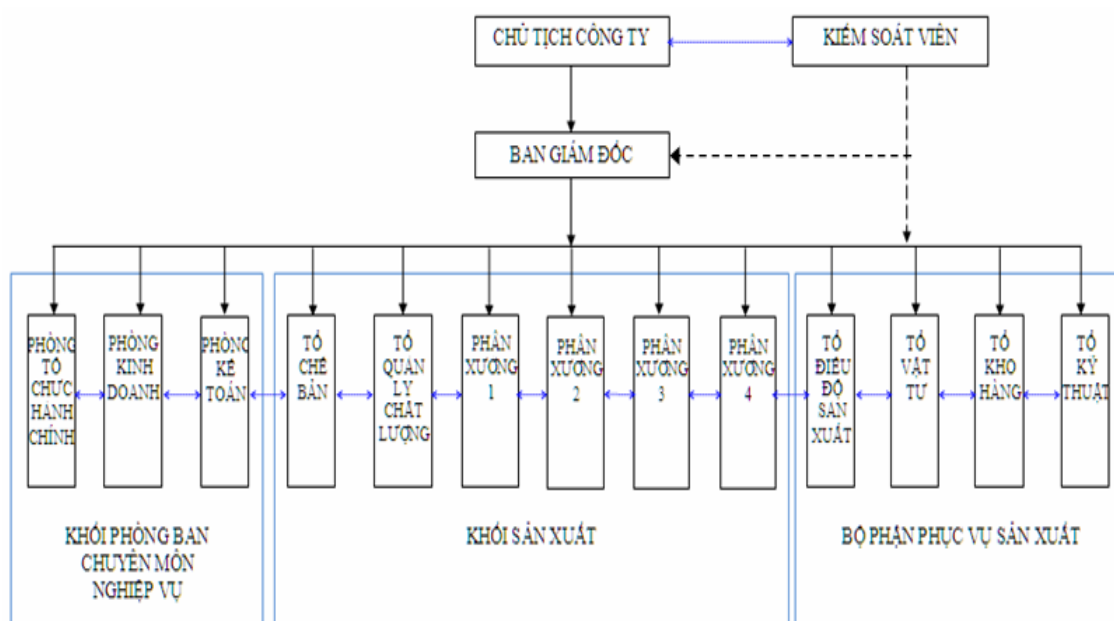 CHỦ TỊCH CÔNG TY
KIỂM SOÁT VIÊN
BAN GIÁM ĐỐC
PHÒNG
TỔ
CHỨC
HÀNH
CHÍNH
PHÒNG
KINH
DOANH
PHÒNG
KẾ
TOÁN
TỔ
CHẾ
BẢN
TỔ
QUẢN
LÝ
CHẤT
LƯỢNG
PHÂN
XƯỞNG
1
PHÂN
XƯỞNG
2
PHÂN
XƯỞNG
3
PHÂN
XƯỞNG
4
TỔ
ĐIỀU
ĐỘ
SẢN
XUẤT
TỔ
VẬT
TƯ
TỔ
KHO
HÀNG
TỔ
KỸ
THUẬT
KHỐI PHÒNG BAN
CHUYÊN MÔN
NGHIỆP VỤ
KHỐI SẢN XUẤT
BỘ PHẬN PHỤC VỤ SẢN XUẤT